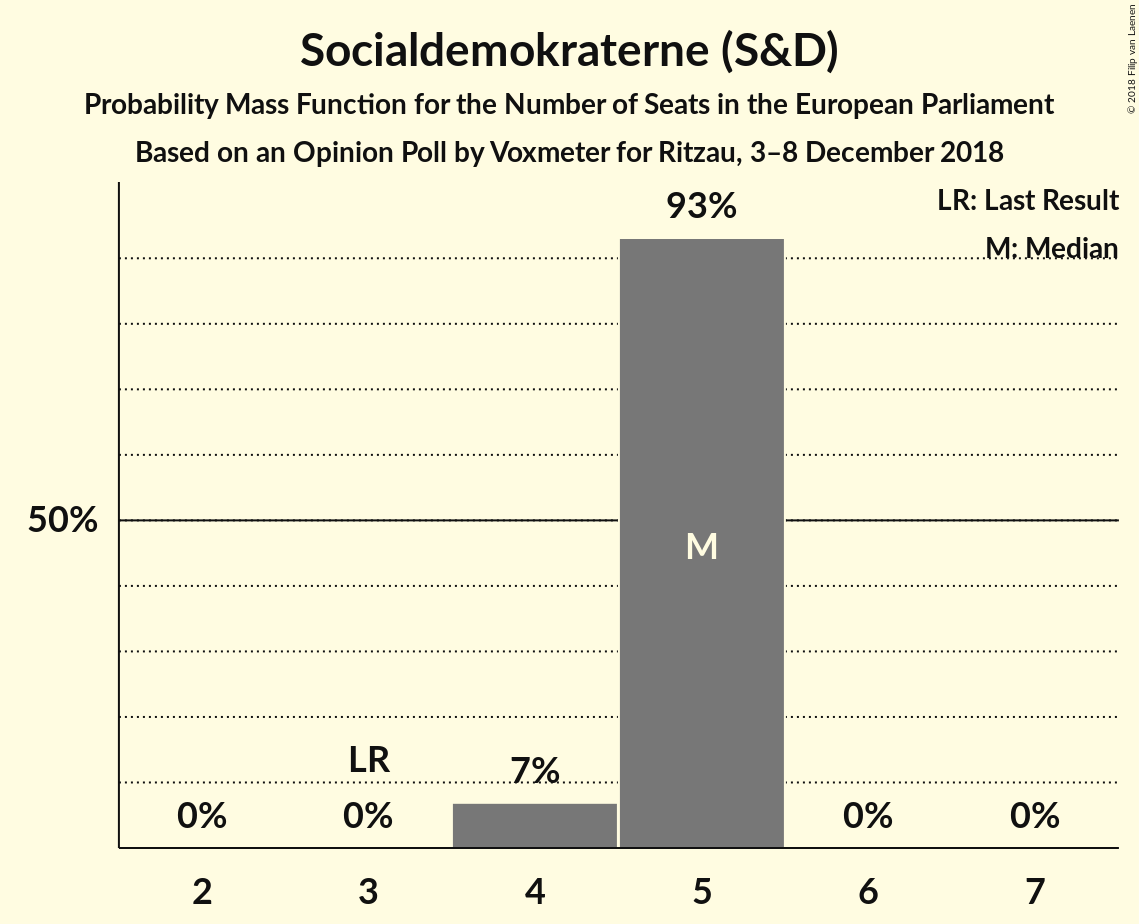 Socialdemokraterne (S&D)
Probability Mass Function for the Number of Seats in the European Parliament
Based on an Opinion Poll by Voxmeter for Ritzau, 3–8 December 2018
© 2018 Filip van Laenen
LR: Last Result
M: Median
93%
50%
M
LR
7%
0% 0% 0% 0%
2 3 4 5 6 7